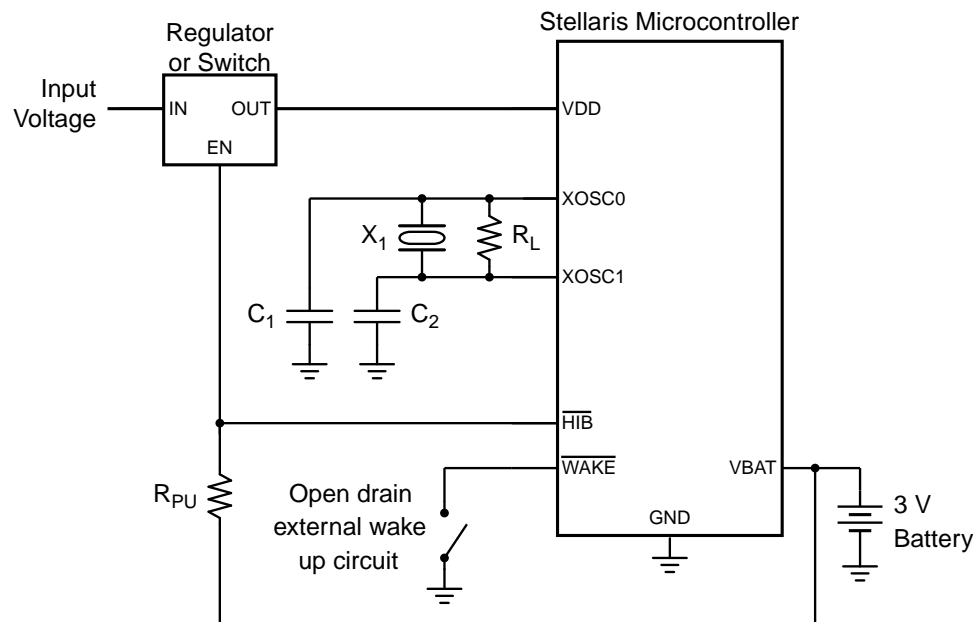 Stellaris Microcontroller
Regulator
or Switch
Input
Voltage
IN
OUT
EN
VDD
XOSC0
X1
RL
XOSC1
C1
C2
HIB
WAKE
VBAT
RPU
Open drain
external wake
up circuit
GND
3 V
Battery